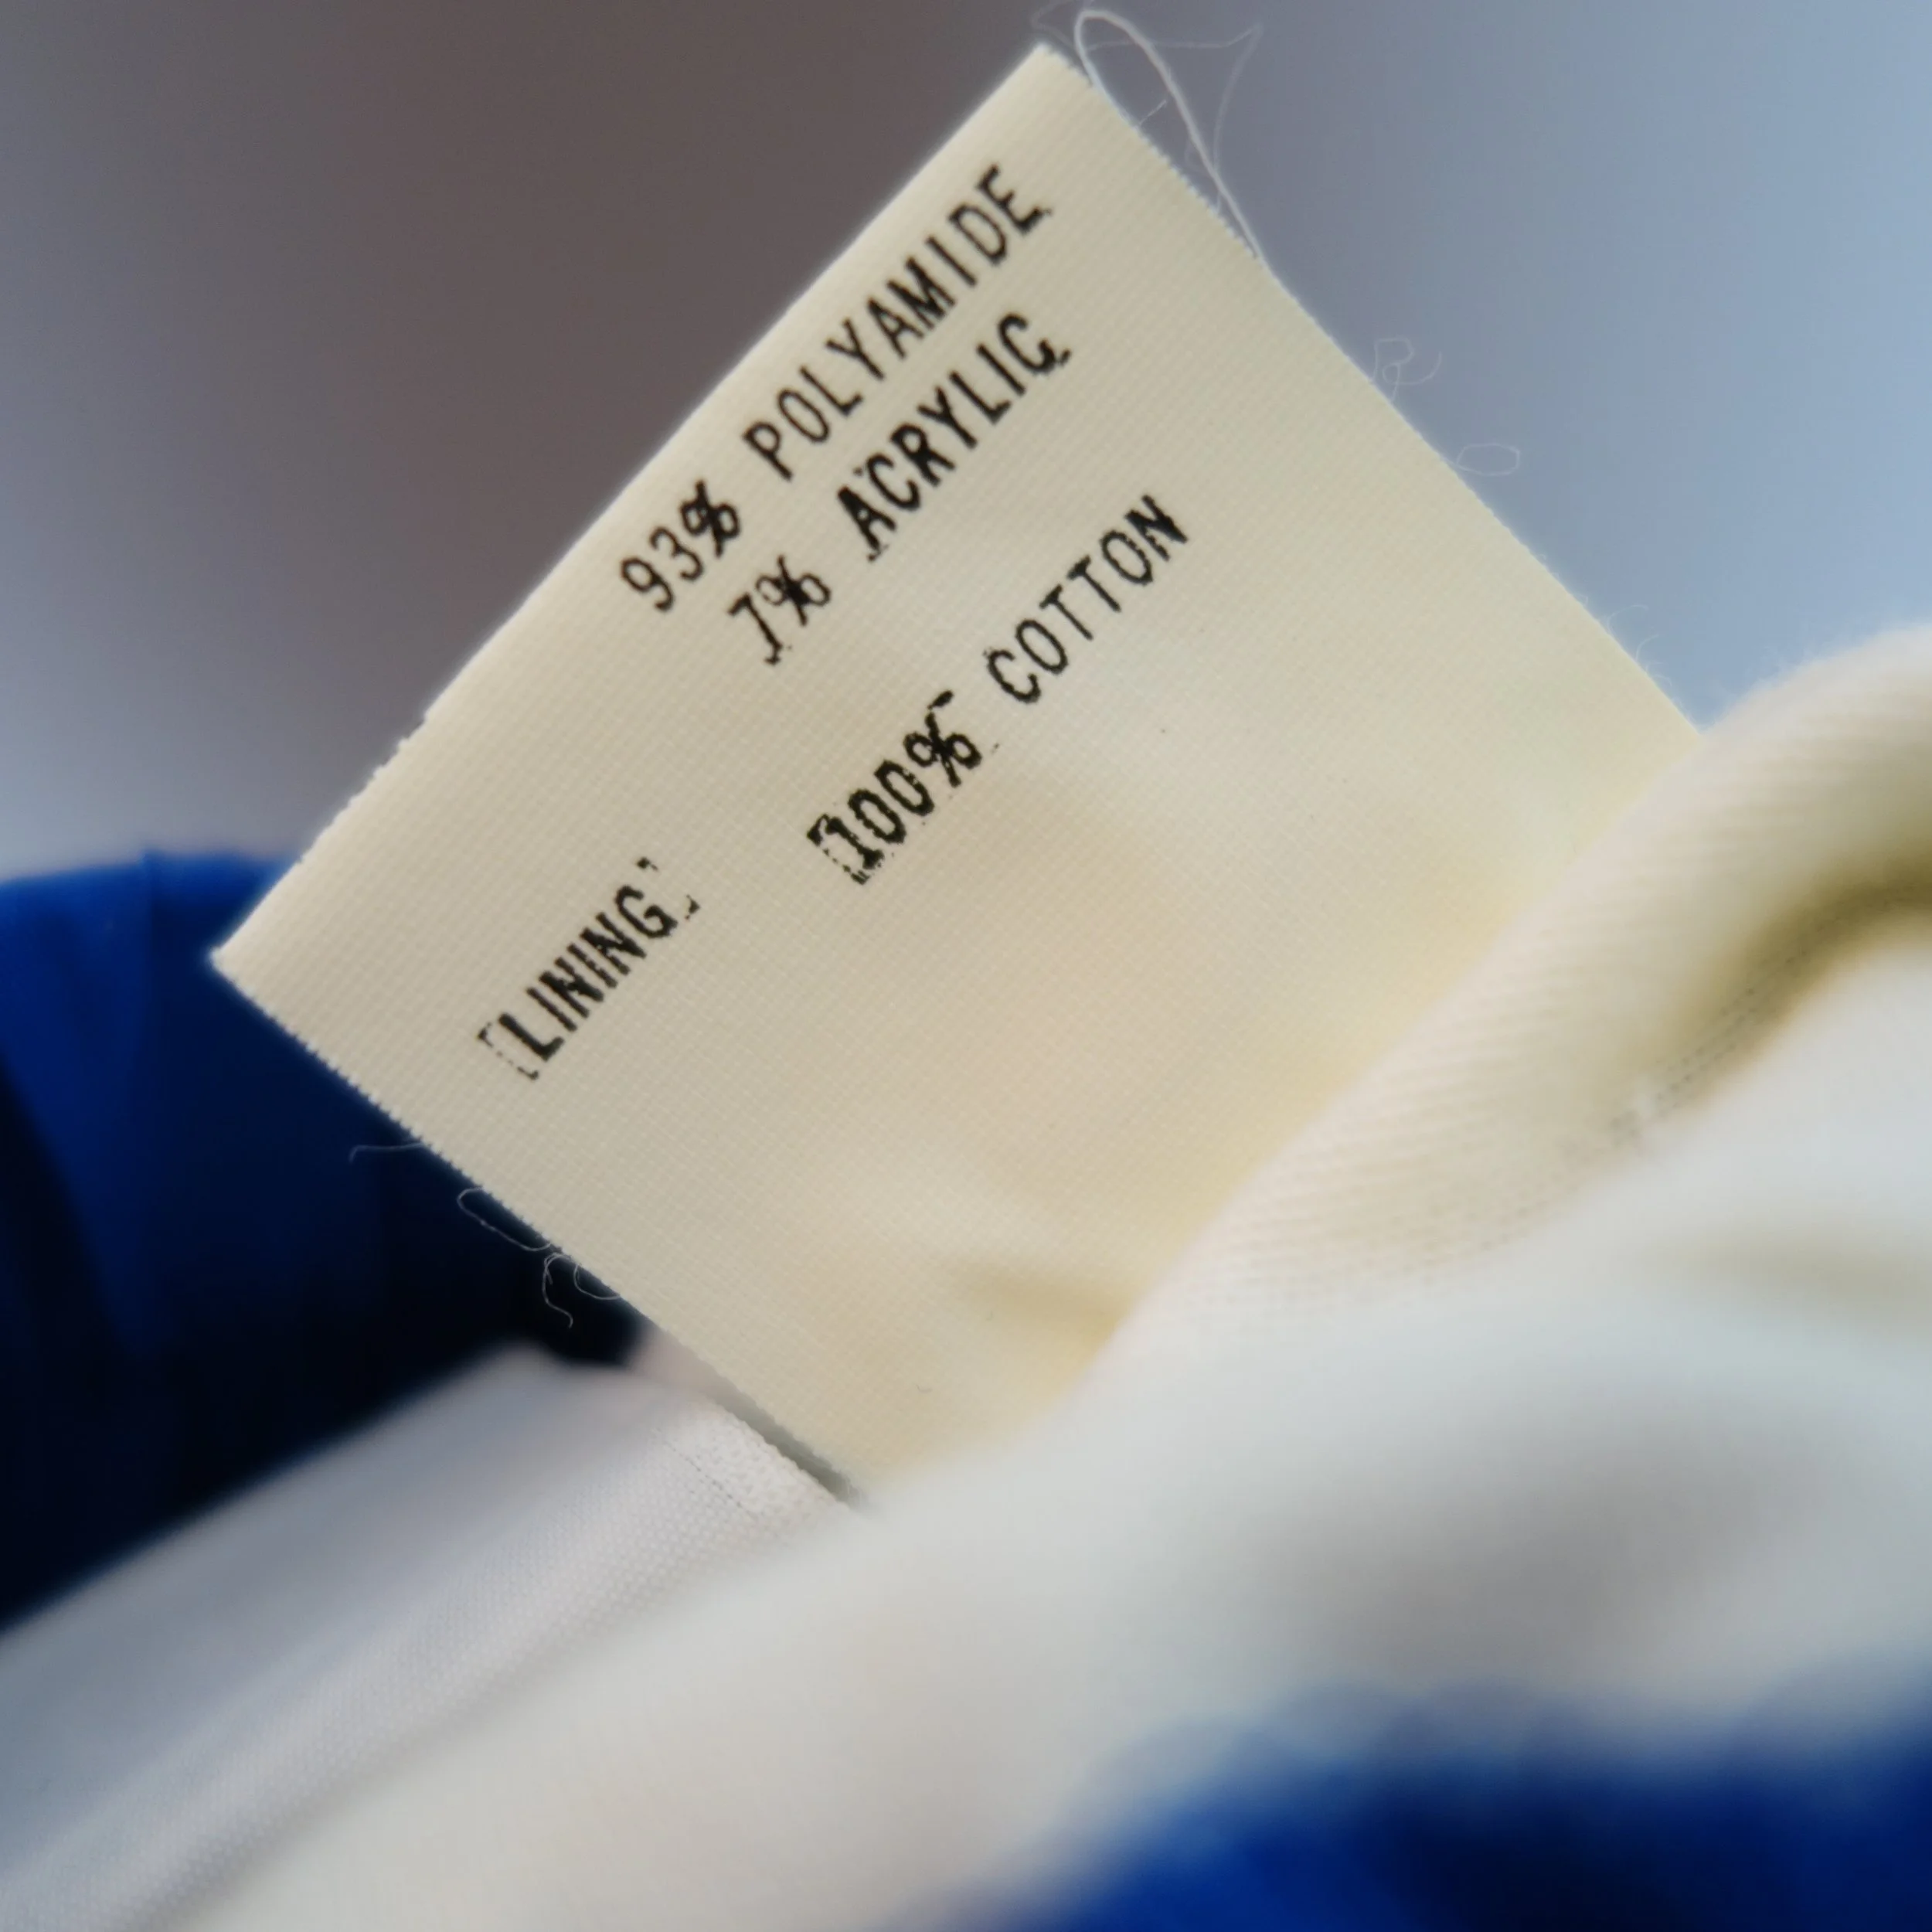 93% POLYAMIDE
7% ACRYLIC
LINING 100% COTTON